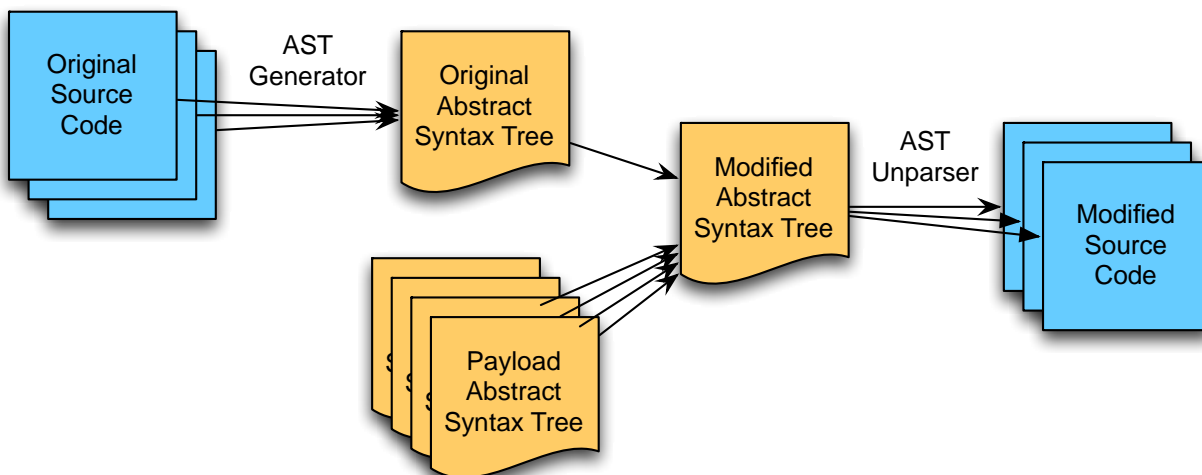 Original
Source
Code
AST
Generator
Original
Abstract
Syntax Tree
Modified
Abstract
Syntax Tree
AST
Unparser
Modified
Source
Code
Payload
Abstract
Syntax Tree